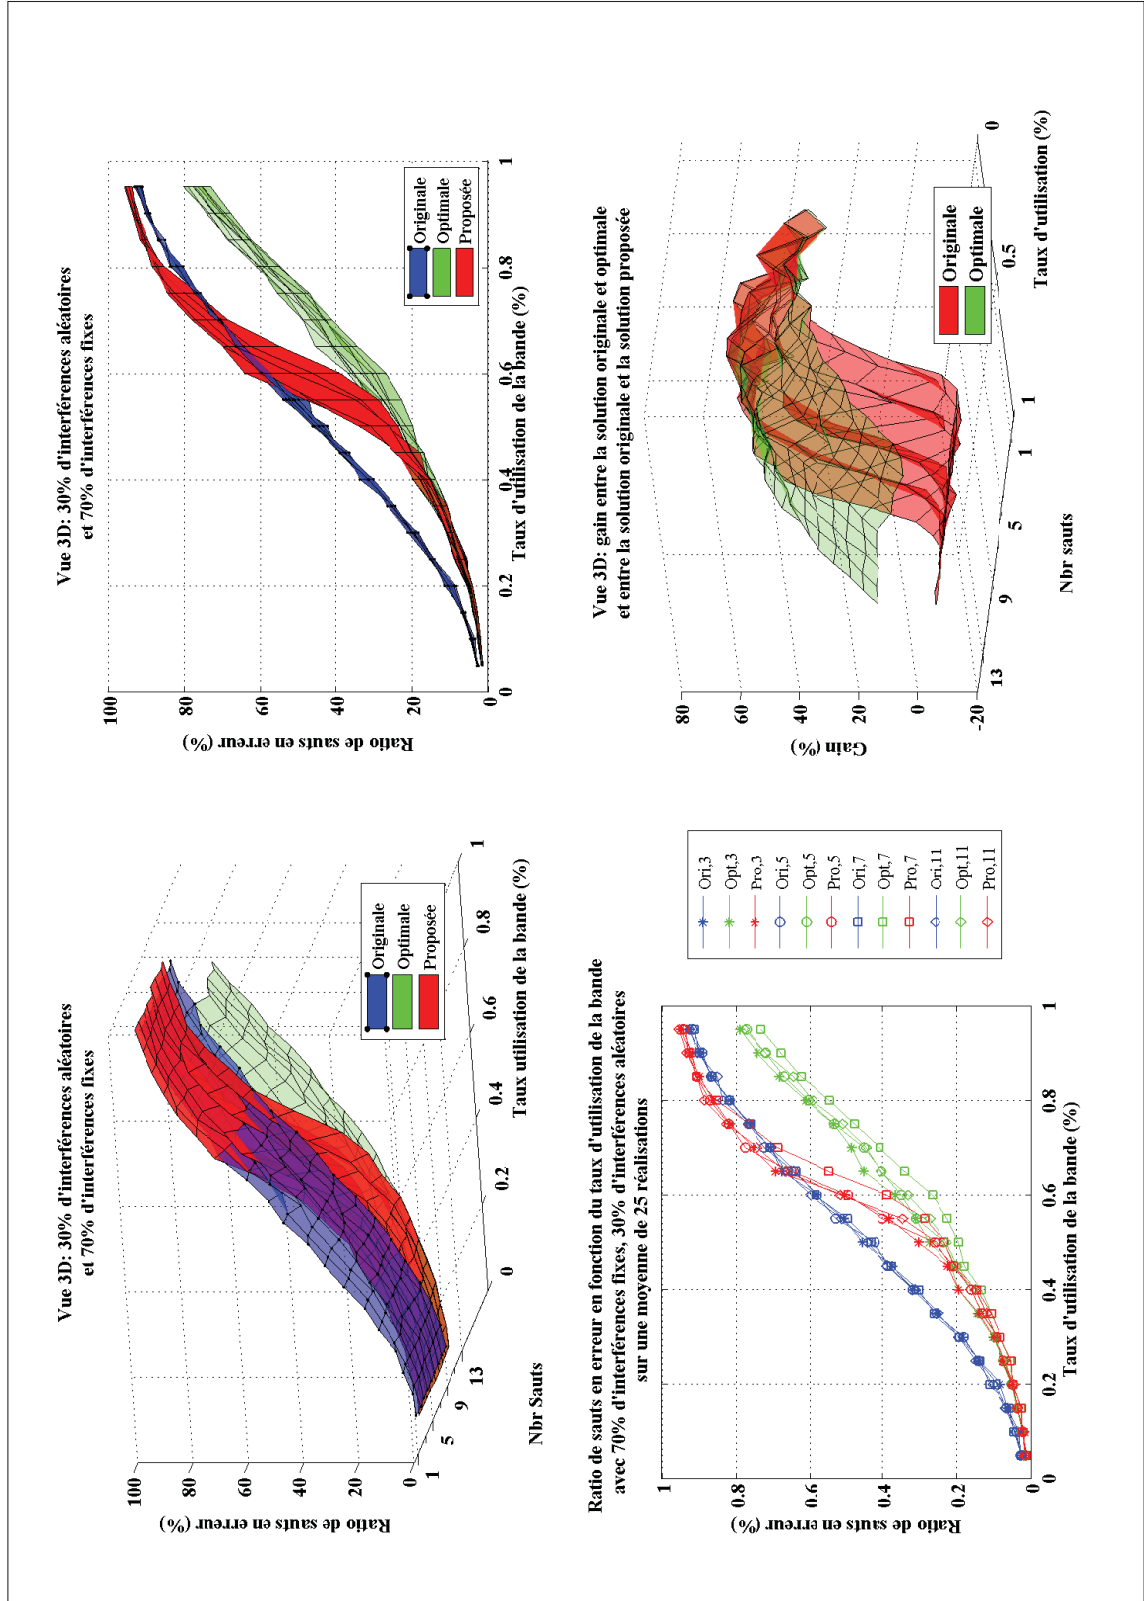 Vue 3D: 30% d'interférences aléatoires
et 70% d'interférences fixes
Ratio de sauts en erreur (%)
100
80
60
40
20
0
1
5
9
13
Nbr Sauts
0
0.2
0.4
0.6
0.8
1
Taux utilisation de la bande (%)
Originale
Optimale
Proposée
Vue 3D: 30% d'interférences aléatoires
et 70% d'interférences fixes
Ratio de sauts en erreur (%)
100
80
60
40
20
0
0
0.2
0.4
0.6
0.8
1
Taux d'utilisation de la bande (%)
Originale
Optimale
Proposée
Ratio de sauts en erreur en fonction du taux d'utilisation de la bande
avec 70% d'interférences fixes, 30% d'interférences aléatoires
sur une moyenne de 25 réalisations
Ratio de sauts en erreur (%)
1
0.8
0.6
0.4
0.2
0
0
0.2
0.4
0.6
0.8
1
Taux d'utilisation de la bande (%)
Ori,3
Opt,3
Pro,3
Ori,5
Opt,5
Pro,5
Ori,7
Opt,7
Pro,7
Ori,11
Opt,11
Pro,11
Vue 3D: gain entre la solution originale et optimale
et entre la solution originale et la solution proposée
Gain (%)
80
60
40
20
0
-20
13
9
5
1
Nbr sauts
1
0.5
0
Taux d'utilisation (%)
Originale
Optimale